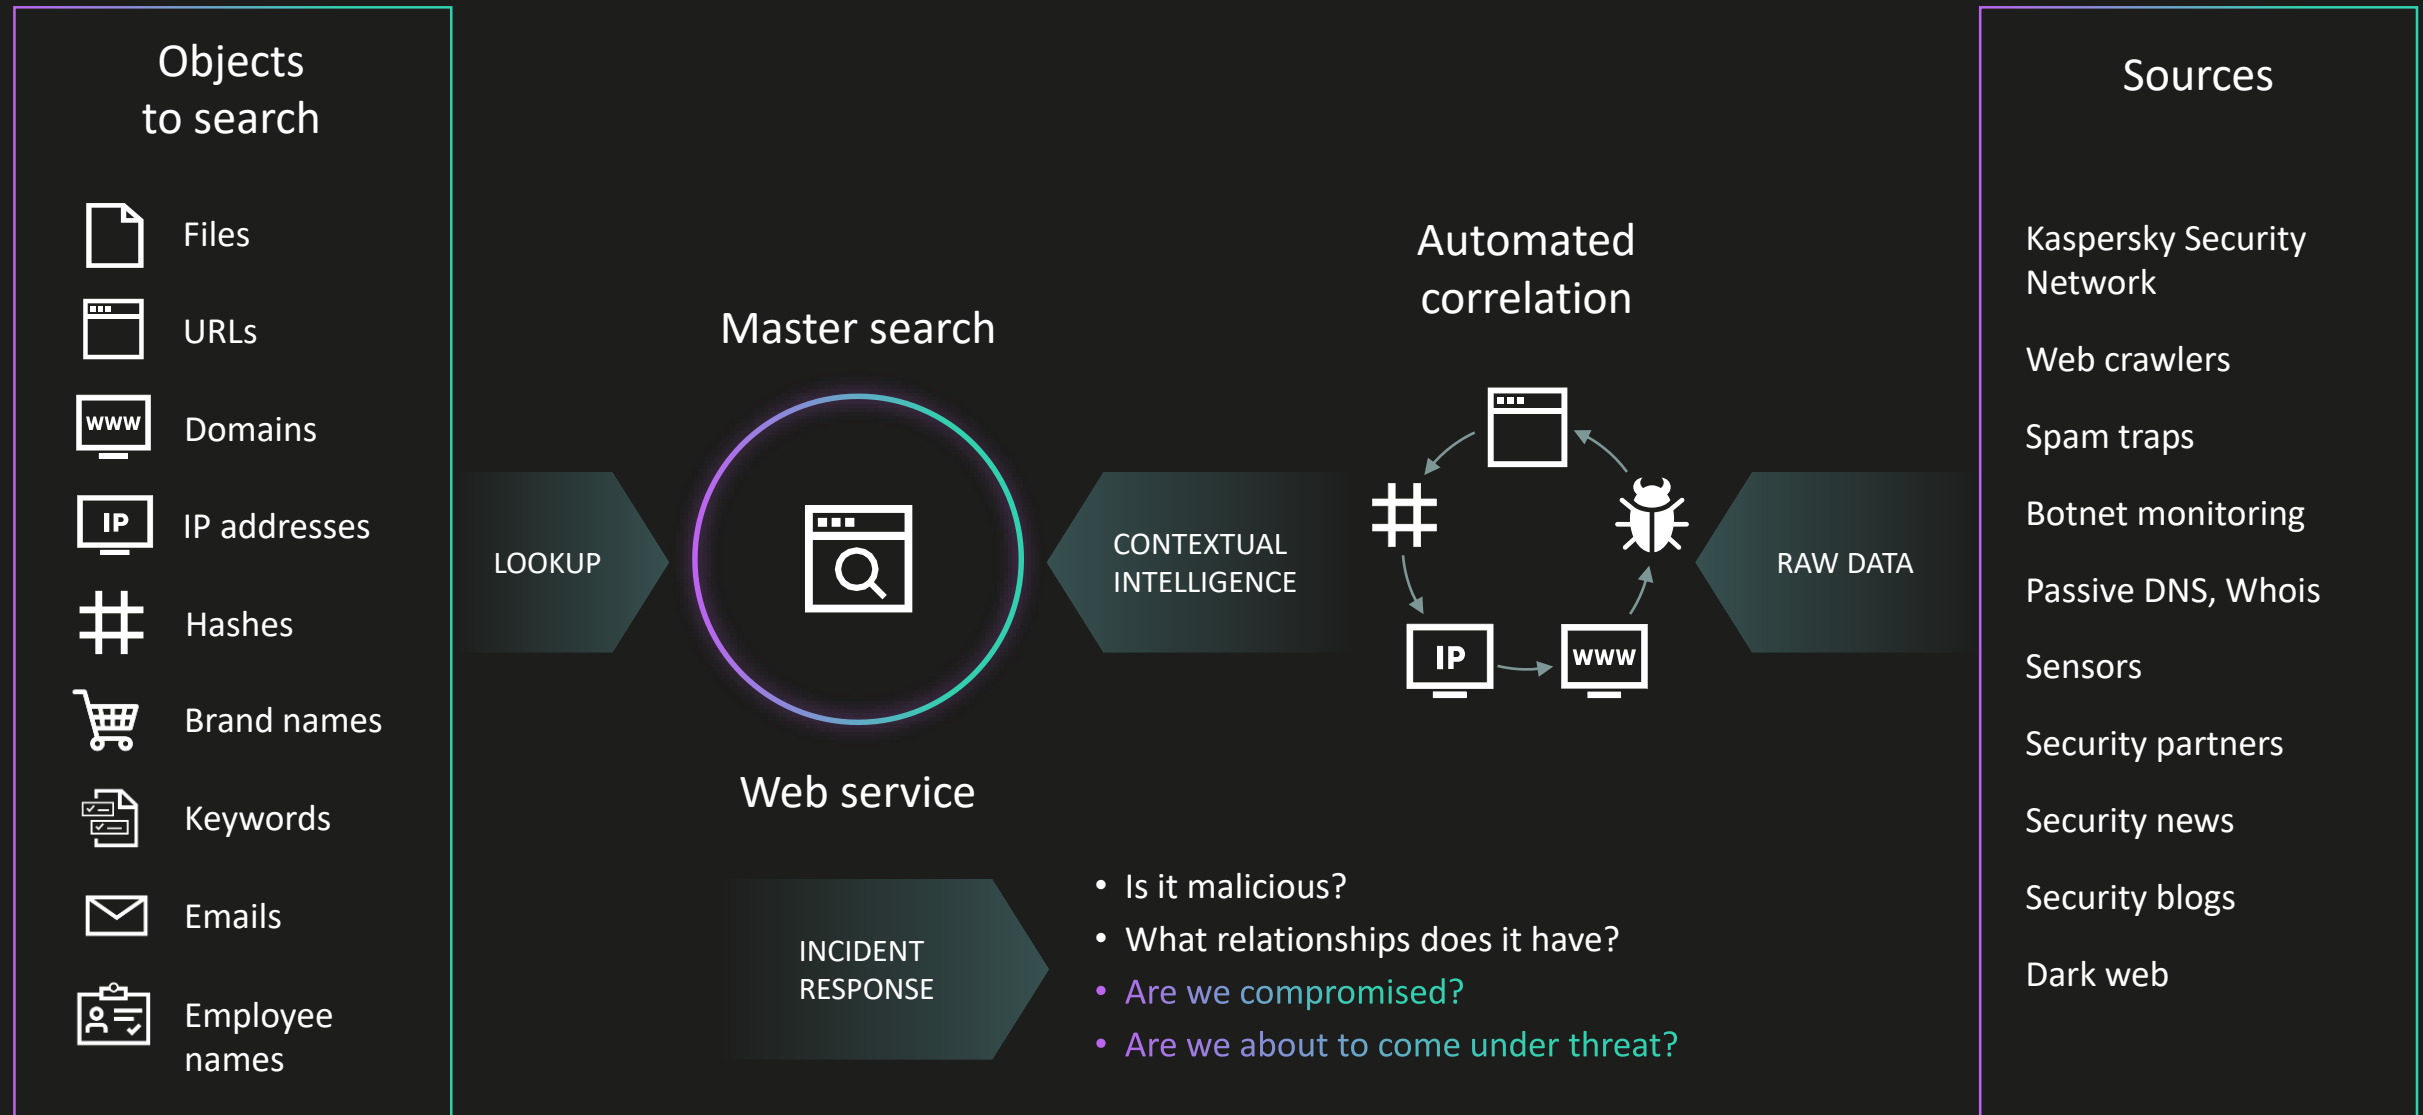 Objects
to search
Files
URLs
WWW
Domains
IP
IP addresses
Hashes
Brand names
Keywords
Emails
Employee
names
LOOKUP
Master search
Web service
CONTEXTUAL
INTELLIGENCE
Automated
correlation
IP
WWW
RAW DATA
INCIDENT
RESPONSE
• Is it malicious?
• What relationships does it have?
• Are we compromised?
• Are we about to come under threat?
Sources
Kaspersky Security
Network
Web crawlers
Spam traps
Botnet monitoring
Passive DNS, Whois
Sensors
Security partners
Security news
Security blogs
Dark web